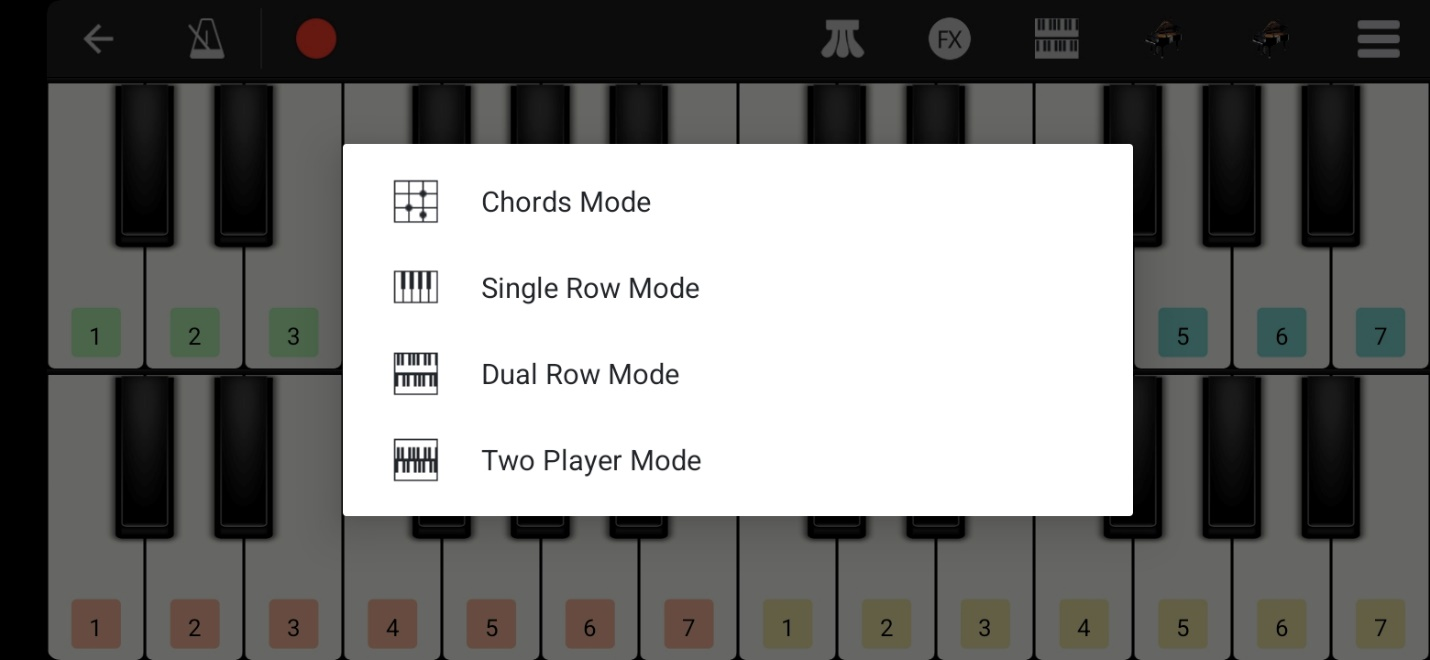 FX
Chords Mode
Single Row Mode
Dual Row Mode
Two Player Mode
1 2 3 5 6 7
1 2 3 4 5 6 7 1 2 3 4 5 6 7